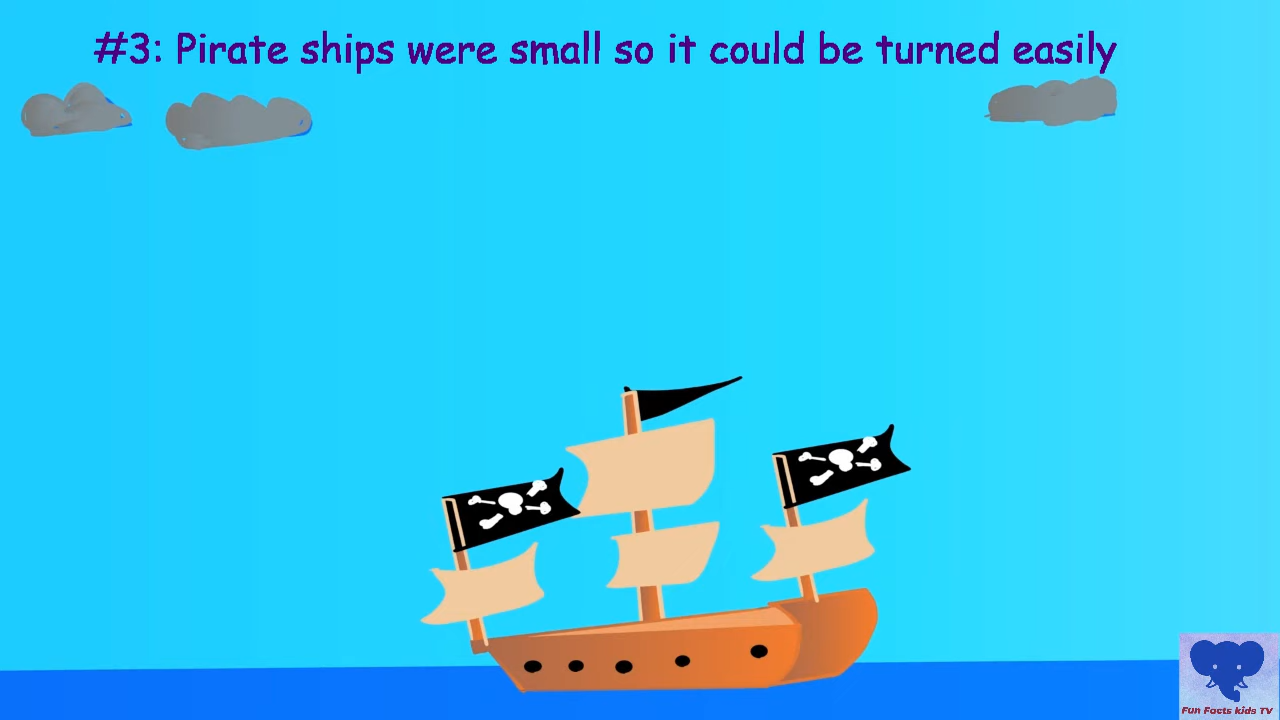 #3: Pirate ships were small so it could be turned easily
Fun Facts kids TV